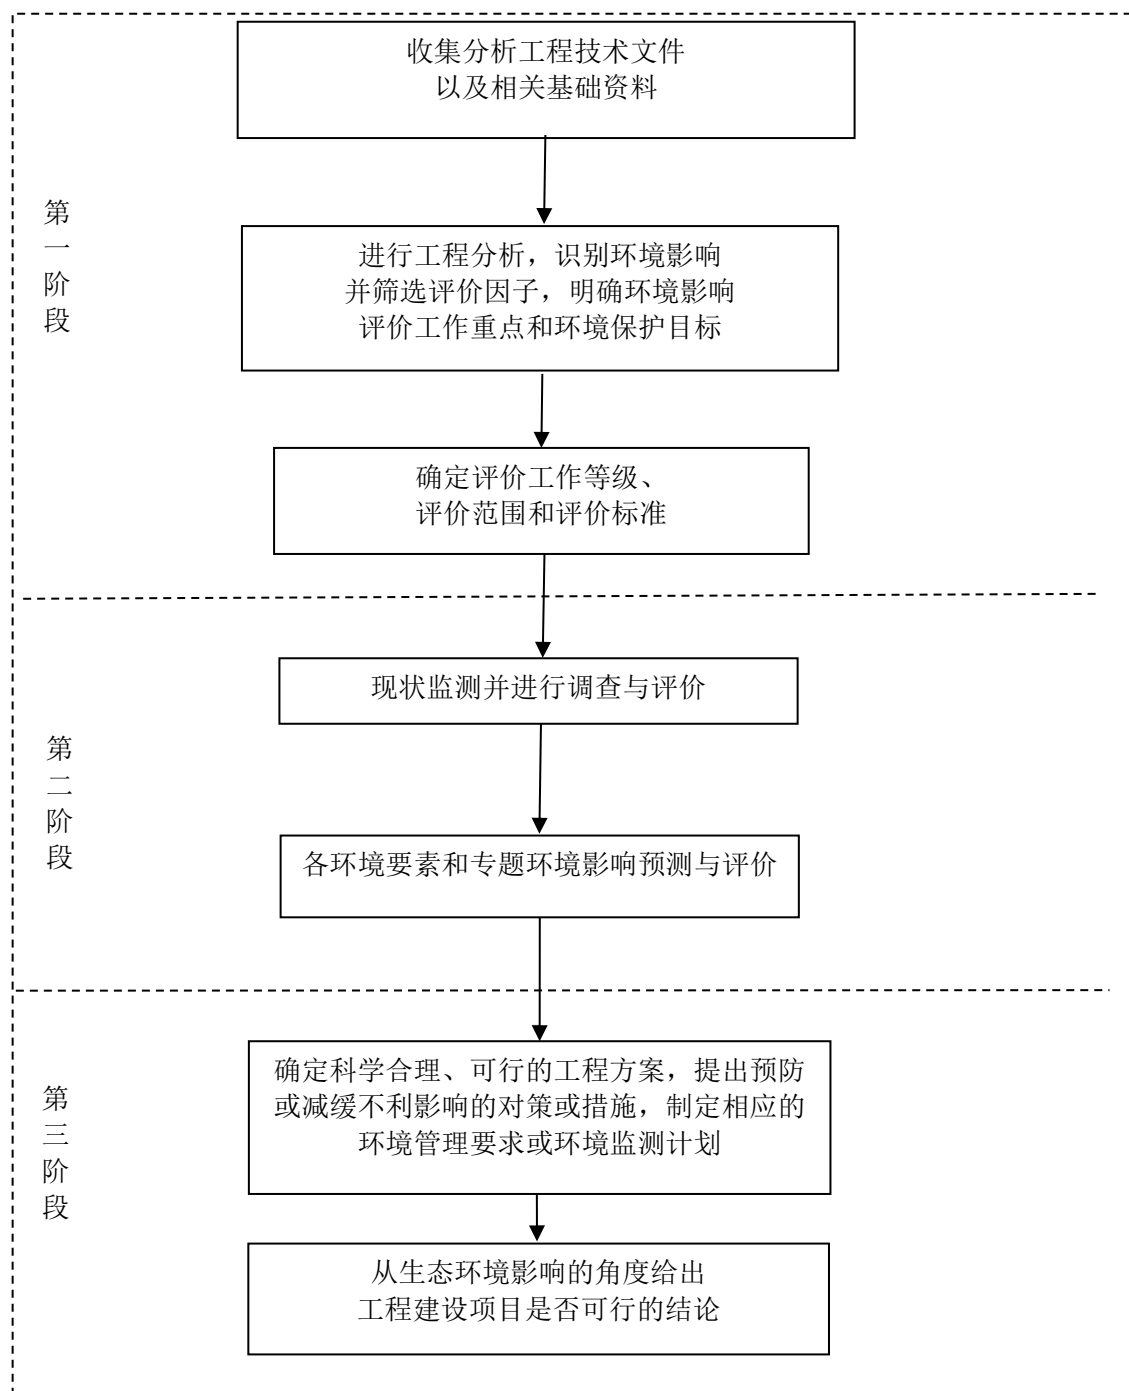 收集分析工程技术文件
以及相关基础资料
第一阶段
进行工程分析，识别环境影响
并筛选评价因子，明确环境影响
评价工作重点和环境保护目标
确定评价工作等级、
评价范围和评价标准
现状监测并进行调查与评价
第二阶段
各环境要素和专题环境影响预测与评价
确定科学合理、可行的工程方案，提出预防
或减缓不利影响的对策或措施，制定相应的
环境管理要求或环境监测计划
第三阶段
从生态环境影响的角度给出
工程建设项目是否可行的结论